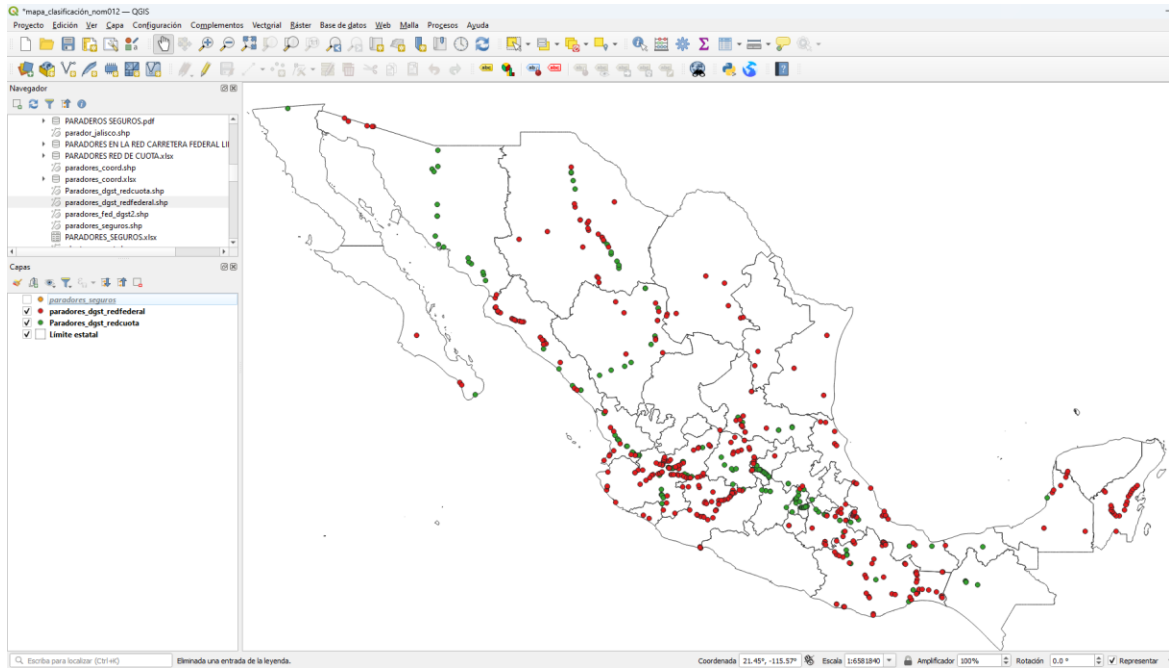 *mapa_clasificación_nom012 — QGIS
Proyecto Edición Ver Capa Configuración Complementos Vectorial Ráster Base de datos Web Malla Procesos Ayuda
Navegador
PARADEROS SEGUROS.pdf
parador_jalisco.shp
PARADORES EN LA RED CARRETERA FEDERAL LI
PARADORES RED DE CUOTA.xlsx
paradores_coord.shp
paradores_coord.xlsx
Paradores_dgst_redcuota.shp
paradores_dgst_redfederal.shp
paradores_fed_dgst2.shp
paradores_seguros.shp
PARADORES_SEGUROS.xlsx
Capas
paradores_seguros
paradores_dgst_redfederal
Paradores_dgst_redcuota
Límite estatal
Escriba para localizar (Ctrl+K) Eliminada una entrada de la leyenda. Coordenada 21.45°, -115.57° Escala 1:6581840 Amplificador 100% Rotación 0.0 ° Representar